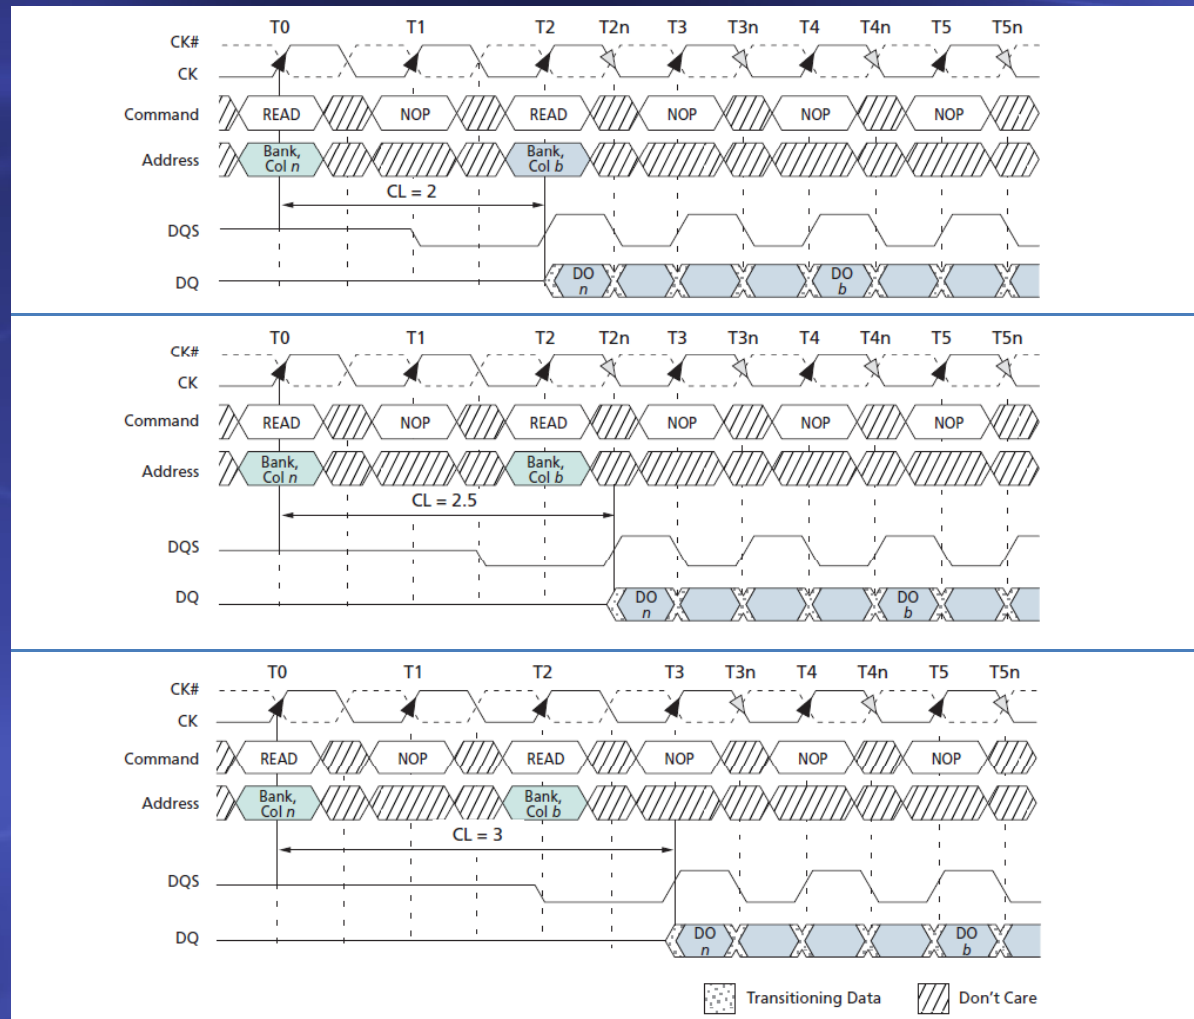 T0 T1 T2 T2n T3 T3n T4 T4n T5 T5n
CK#
CK
Command READ NOP READ NOP NOP NOP
Address Bank, Col n Bank, Col b
CL = 2
DQS
DQ DO n DO b
T0 T1 T2 T2n T3 T3n T4 T4n T5 T5n
CK#
CK
Command READ NOP READ NOP NOP NOP
Address Bank, Col n Bank, Col b
CL = 2.5
DQS
DQ DO n DO b
T0 T1 T2 T3 T3n T4 T4n T5 T5n
CK#
CK
Command READ NOP READ NOP NOP NOP
Address Bank, Col n Bank, Col b
CL = 3
DQS
DQ DO n DO b
Transitioning Data Don't Care